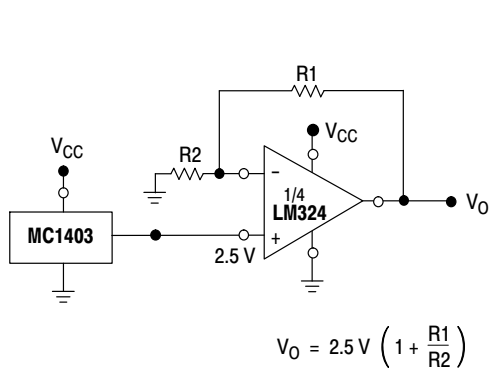 R1
VCC
VCC
R2
–
1/4
LM324
VO
MC1403
+
2.5 V
VO = 2.5 V (1 + R1/R2)